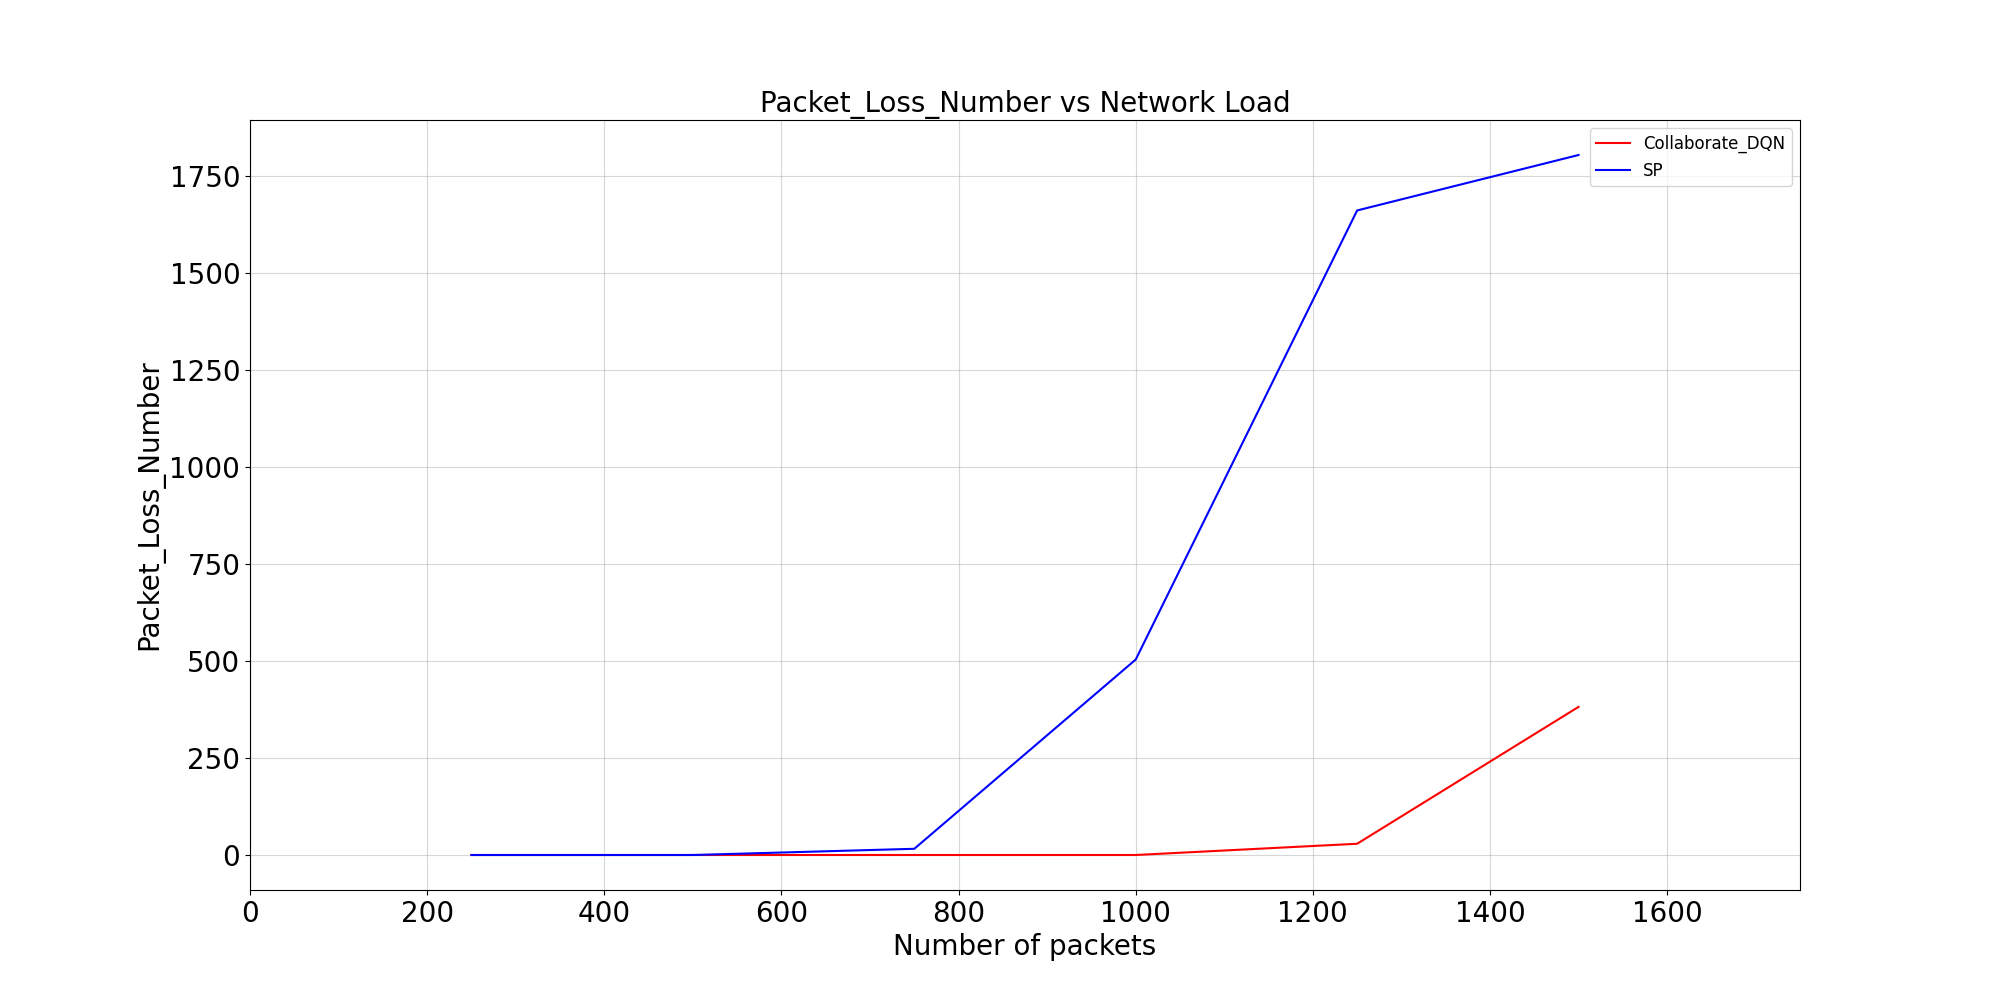 Packet_Loss_Number vs Network Load
Collaborate_DQN
SP
Packet_Loss_Number
1750
1500
1250
1000
750
500
250
0
0 200 400 600 800 1000 1200 1400 1600
Number of packets